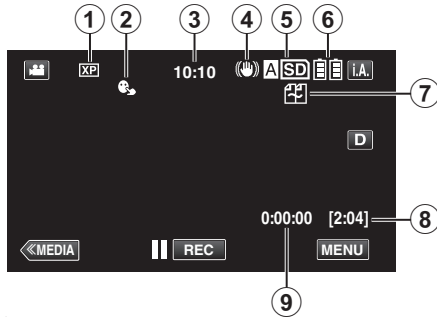 1 2 3 4 5 6
XP 10:10 A SD i.A.
7
D
0:00:00 [2:04] 8
≪MEDIA REC MENU
9